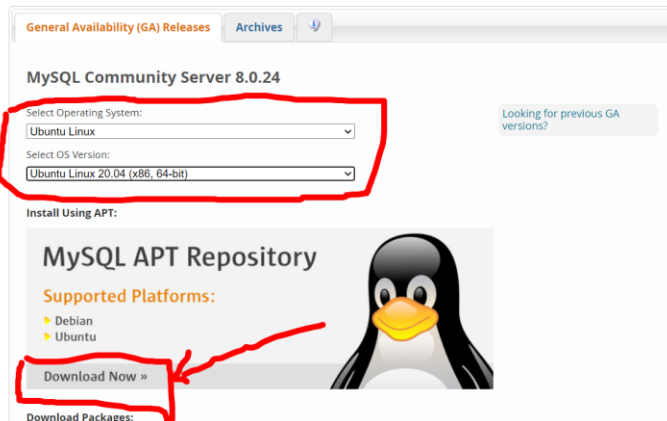 General Availability (GA) Releases
Archives
MySQL Community Server 8.0.24
Select Operating System:
Looking for previous GA
versions?
Ubuntu Linux
Select OS Version:
Ubuntu Linux 20.04 (x86, 64-bit)
Install Using APT:
MySQL APT Repository
Supported Platforms:
Debian
Ubuntu
Download Now »
Download Packages: